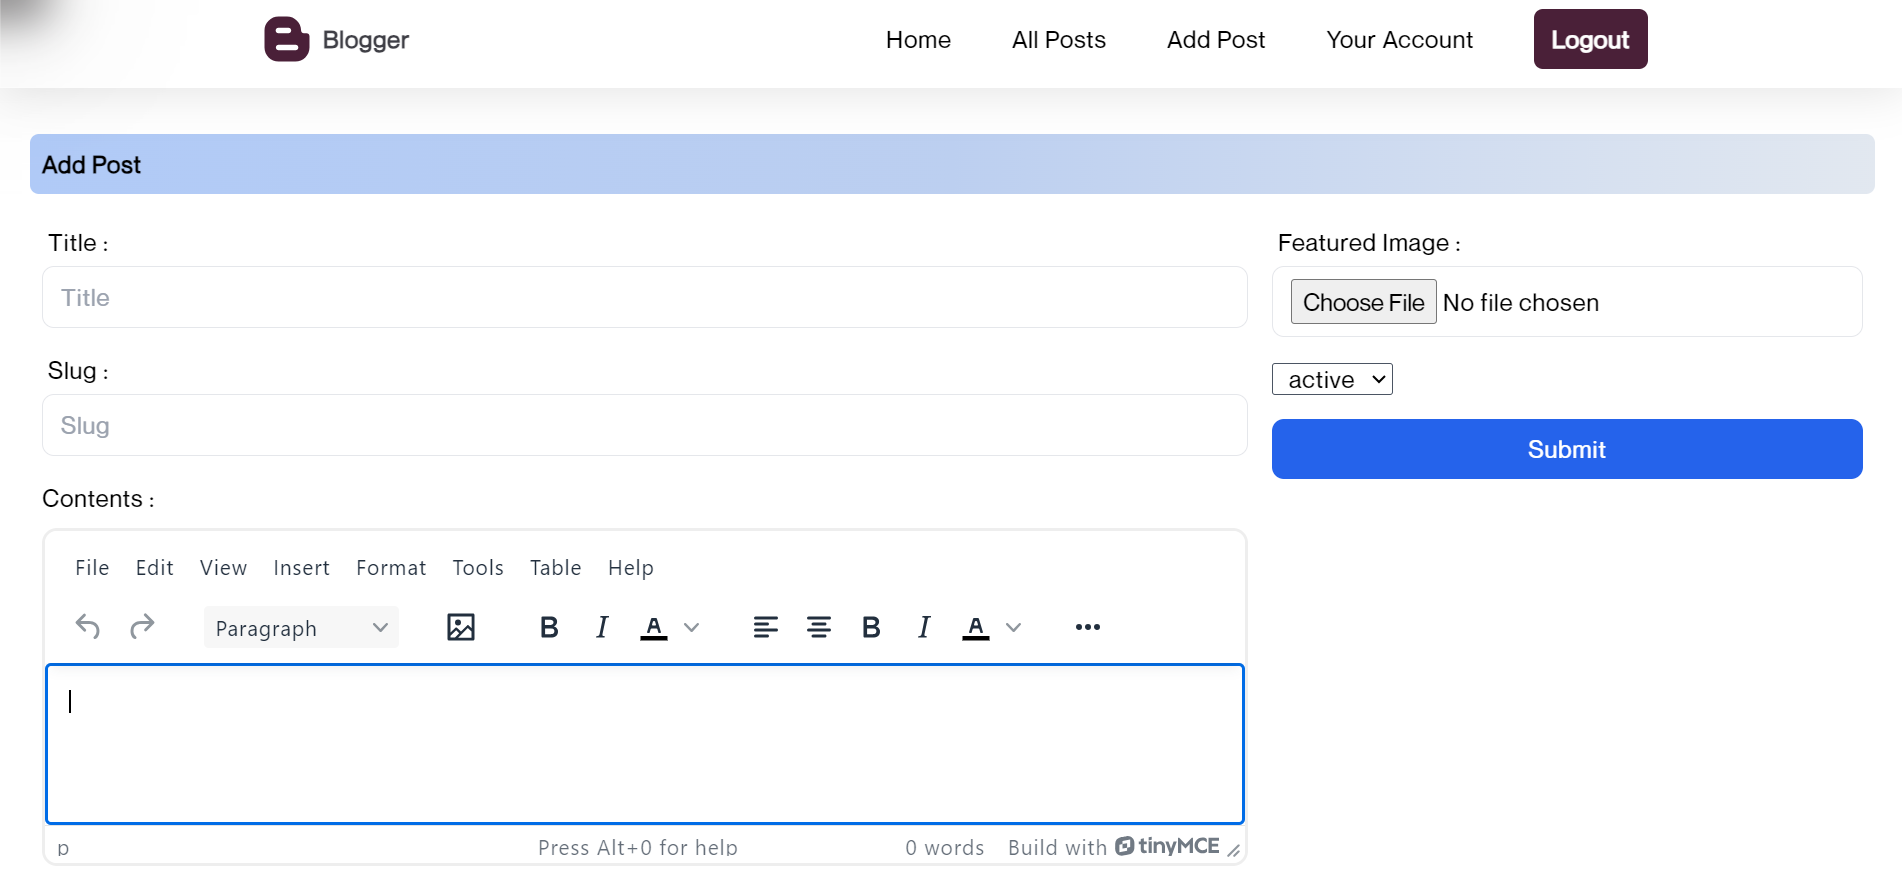 Blogger Home All Posts Add Post Your Account Logout
Add Post
Title :
Title
Slug :
Slug
Contents :
File Edit View Insert Format Tools Table Help
Paragraph B I A B I A
p Press Alt+0 for help 0 words Build with tinyMCE
Featured Image :
Choose File No file chosen
active
Submit